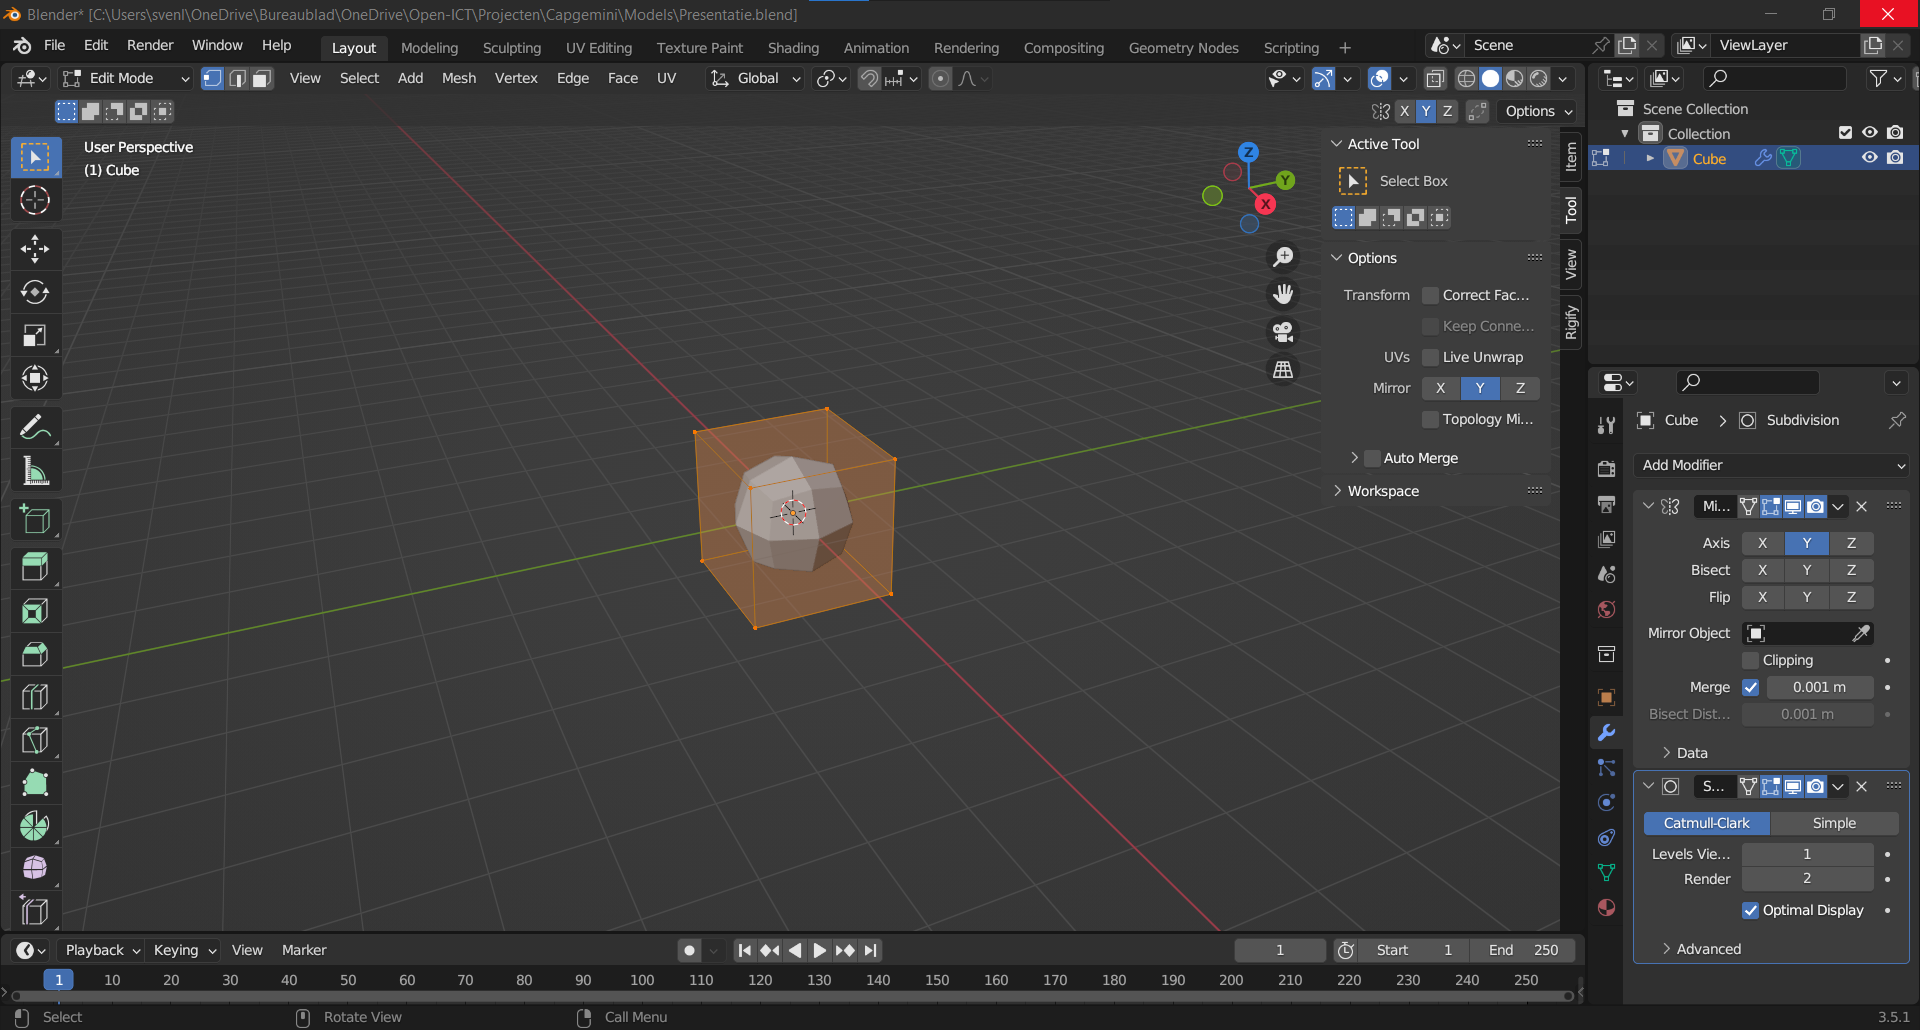 Blender* [C:\Users\svenl\OneDrive\Bureaublad\OneDrive\Open-ICT\Projecten\Capgemini\Models\Presentatie.blend]
File Edit Render Window Help Layout Modeling Sculpting UV Editing Texture Paint Shading Animation Rendering Compositing Geometry Nodes Scripting + Scene ViewLayer
Edit Mode View Select Add Mesh Vertex Edge Face UV Global
X Y Z Options
User Perspective
(1) Cube
Z
Y
X
Active Tool
Select Box
Options
Transform Correct Fac...
Keep Conne...
UVs Live Unwrap
Mirror X Y Z
Topology Mi...
Auto Merge
Workspace
Item
Tool
View
Rigify
Scene Collection
Collection
Cube
Cube > Subdivision
Add Modifier
Mi...
Axis X Y Z
Bisect X Y Z
Flip X Y Z
Mirror Object
Clipping
Merge 0.001 m
Bisect Dist... 0.001 m
Data
S...
Catmull-Clark Simple
Levels Vie... 1
Render 2
Optimal Display
Advanced
Playback Keying View Marker 1 Start 1 End 250
1 10 20 30 40 50 60 70 80 90 100 110 120 130 140 150 160 170 180 190 200 210 220 230 240 250
Select Rotate View Call Menu 3.5.1